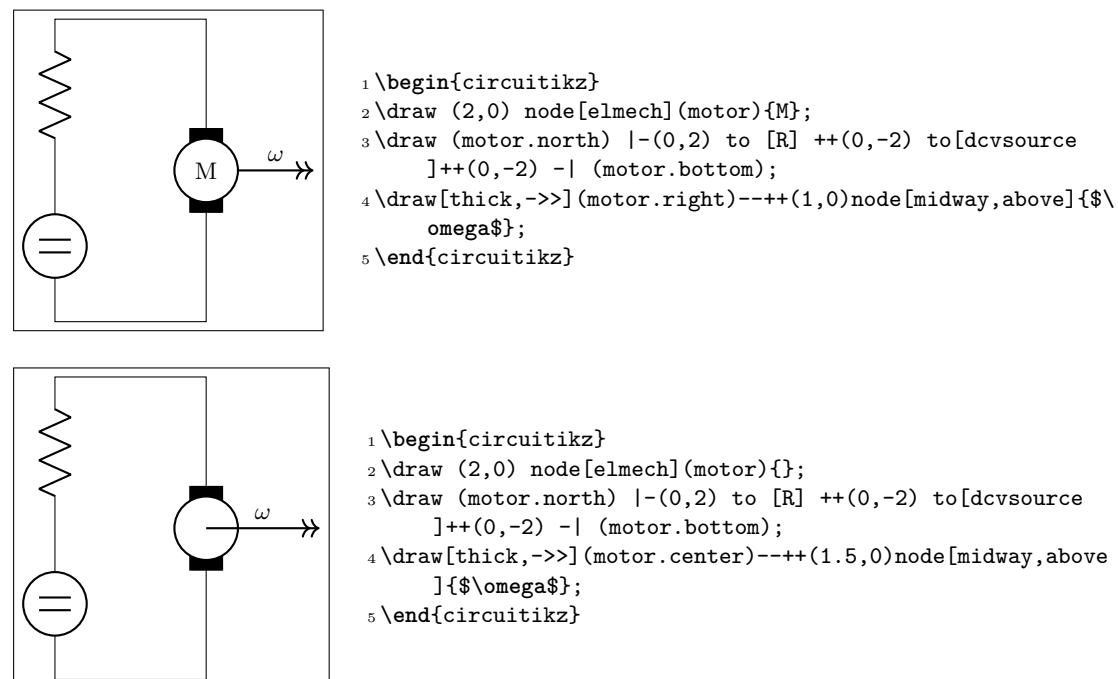 M
ω
1 \begin{circuitikz}
2 \draw (2,0) node[elmech](motor){M};
3 \draw (motor.north) |-(0,2) to [R] ++(0,-2) to[dcvsource
]++(0,-2) -| (motor.bottom);
4 \draw[thick,->>](motor.right)--++(1,0)node[midway,above]{$\
omega$};
5 \end{circuitikz}
ω
1 \begin{circuitikz}
2 \draw (2,0) node[elmech](motor){};
3 \draw (motor.north) |-(0,2) to [R] ++(0,-2) to[dcvsource
]++(0,-2) -| (motor.bottom);
4 \draw[thick,->>](motor.center)--++(1.5,0)node[midway,above
]{$\omega$};
5 \end{circuitikz}